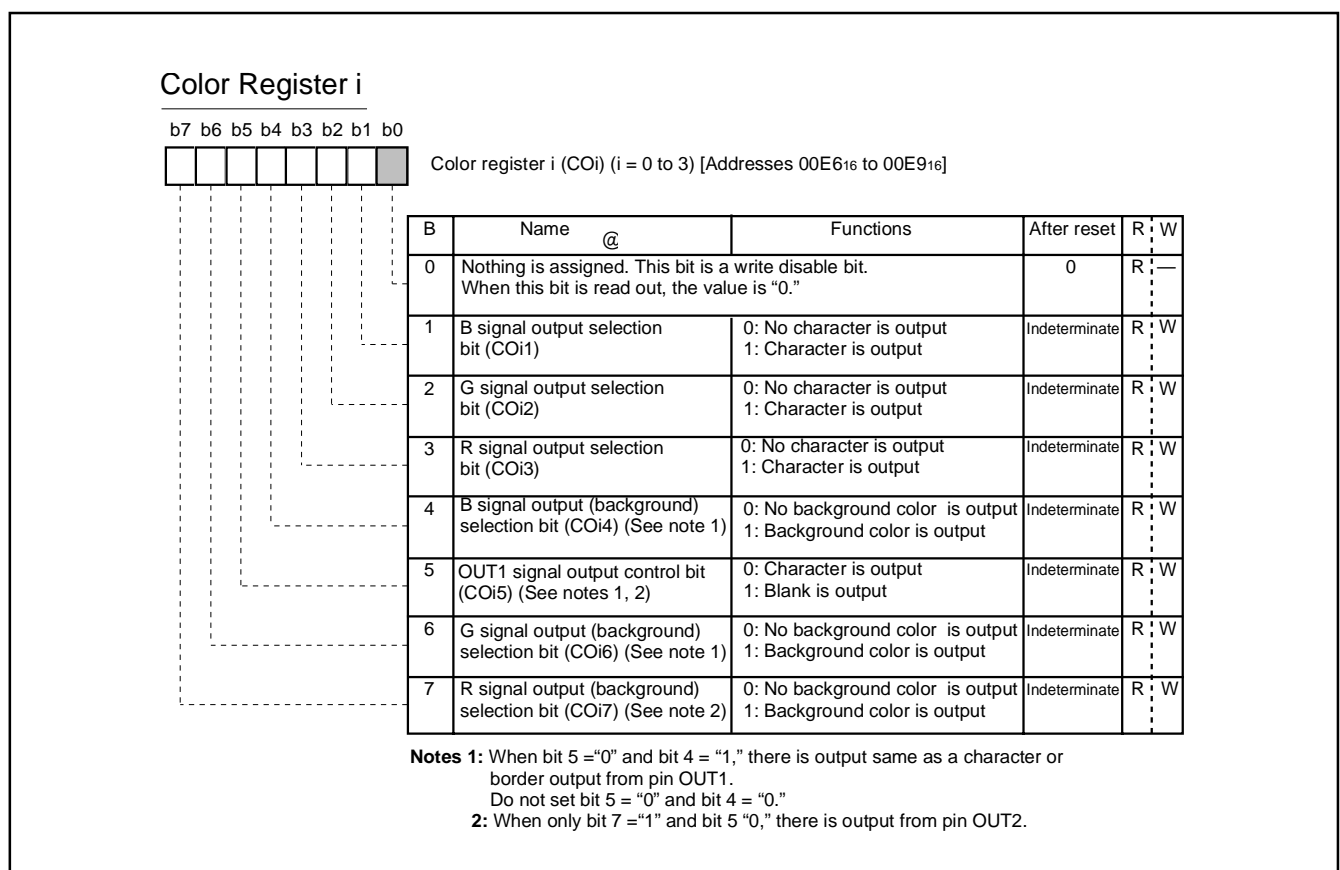 Color Register i
b7 b6 b5 b4 b3 b2 b1 b0
Color register i (COi) (i = 0 to 3) [Addresses 00E616 to 00E916]
B Name @ Functions After reset R W
0 Nothing is assigned. This bit is a write disable bit. 0 R —
When this bit is read out, the value is “0.”
1 B signal output selection 0: No character is output Indeterminate R W
bit (COi1) 1: Character is output
2 G signal output selection 0: No character is output Indeterminate R W
bit (COi2) 1: Character is output
3 R signal output selection 0: No character is output Indeterminate R W
bit (COi3) 1: Character is output
4 B signal output (background) 0: No background color is output Indeterminate R W
selection bit (COi4) (See note 1) 1: Background color is output
5 OUT1 signal output control bit 0: Character is output Indeterminate R W
(COi5) (See notes 1, 2) 1: Blank is output
6 G signal output (background) 0: No background color is output Indeterminate R W
selection bit (COi6) (See note 1) 1: Background color is output
7 R signal output (background) 0: No background color is output Indeterminate R W
selection bit (COi7) (See note 2) 1: Background color is output
Notes 1: When bit 5 =“0” and bit 4 = “1,” there is output same as a character or
border output from pin OUT1.
Do not set bit 5 = “0” and bit 4 = “0.”
2: When only bit 7 =“1” and bit 5 “0,” there is output from pin OUT2.